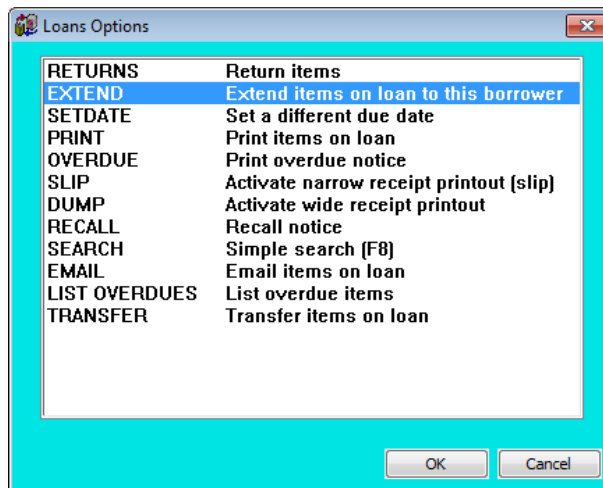 Loans Options
RETURNS Return items
EXTEND Extend items on loan to this borrower
SETDATE Set a different due date
PRINT Print items on loan
OVERDUE Print overdue notice
SLIP Activate narrow receipt printout (slip)
DUMP Activate wide receipt printout
RECALL Recall notice
SEARCH Simple search (F8)
EMAIL Email items on loan
LIST OVERDUES List overdue items
TRANSFER Transfer items on loan
OK Cancel